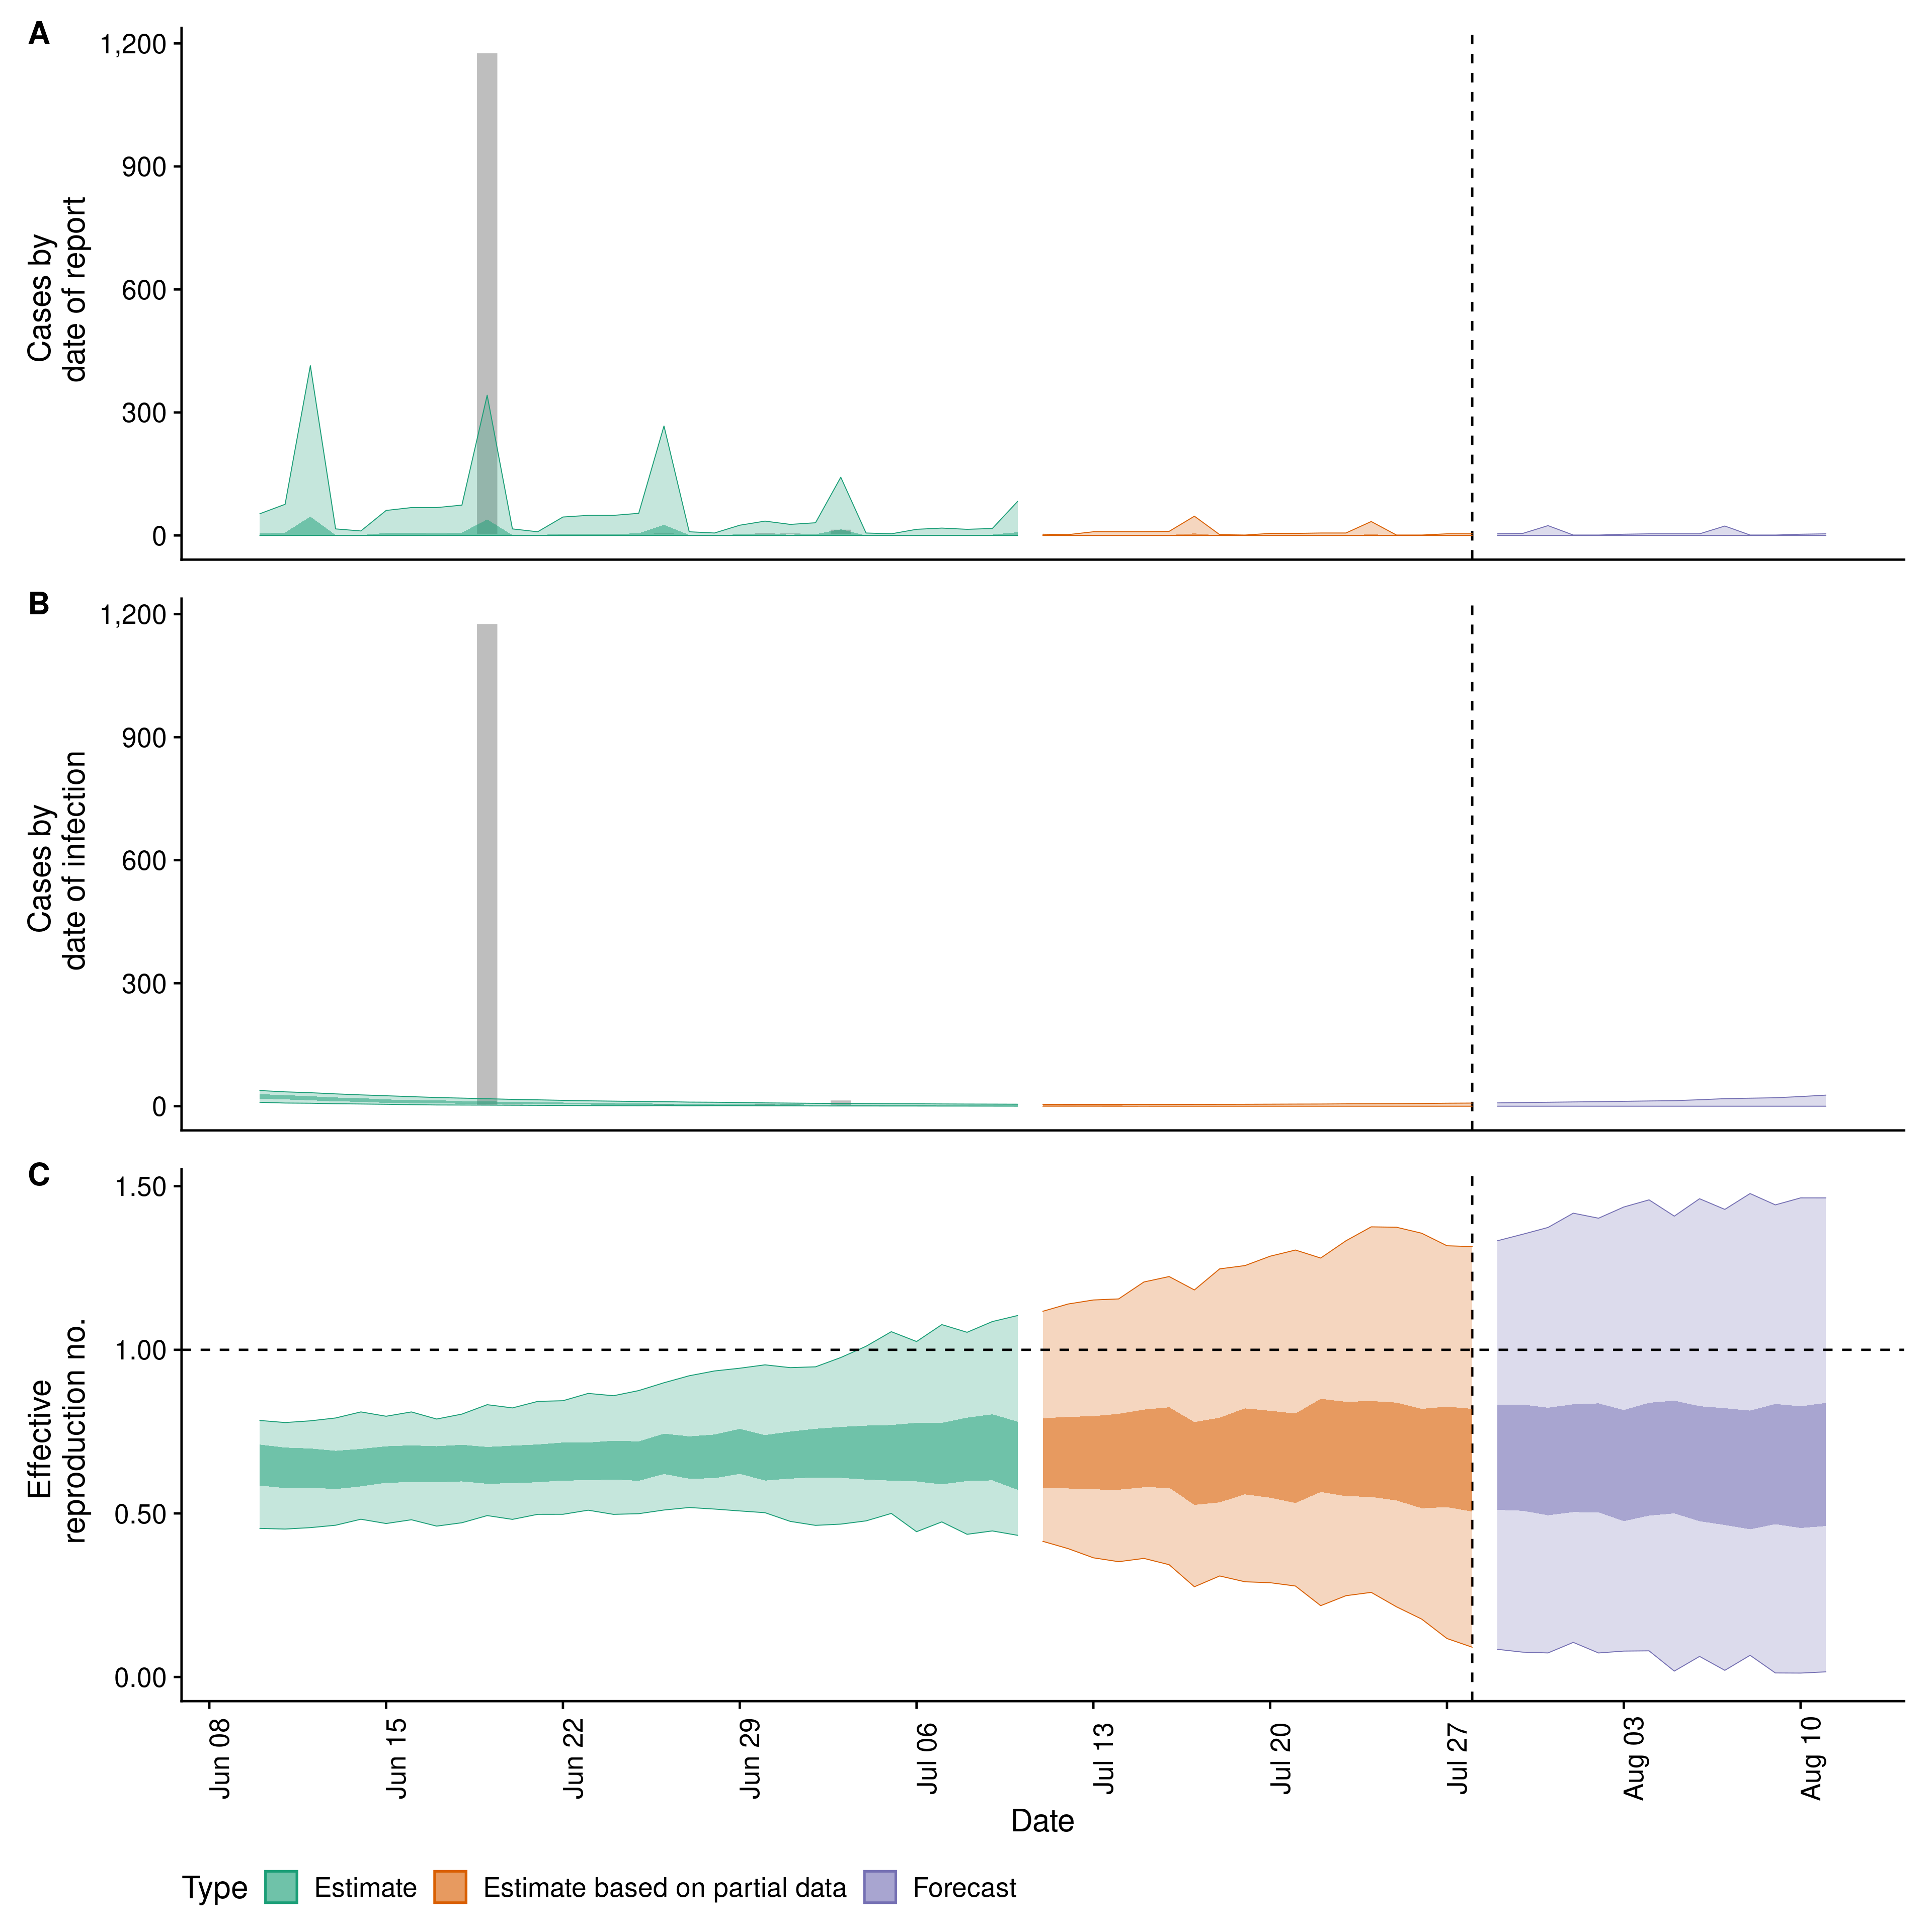 A
1,200
900
600
300
0
Cases by
date of report
B
1,200
900
600
300
0
Cases by
date of infection
C
1.50
1.00
0.50
0.00
Effective
reproduction no.
Jun 08
Jun 15
Jun 22
Jun 29
Jul 06
Jul 13
Jul 20
Jul 27
Aug 03
Aug 10
Date
Type Estimate Estimate based on partial data Forecast